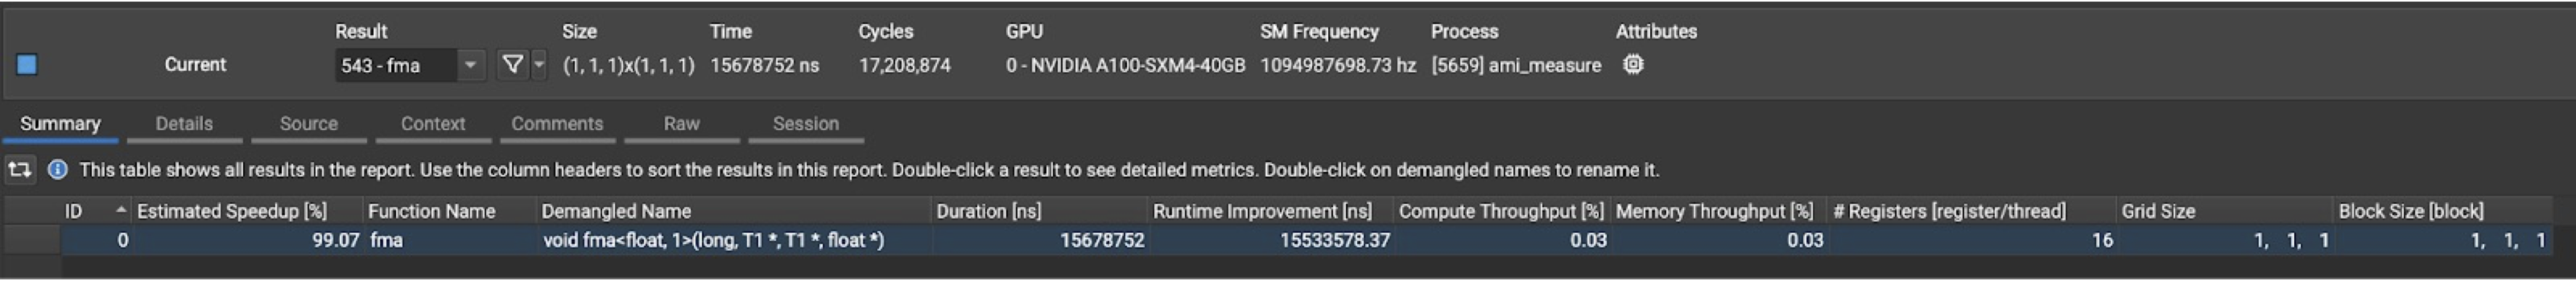 Result Size Time Cycles GPU SM Frequency Process Attributes
Current 543 - fma (1, 1, 1)x(1, 1, 1) 15678752 ns 17,208,874 0 - NVIDIA A100-SXM4-40GB 1094987698.73 hz [5659] ami_measure
Summary Details Source Context Comments Raw Session
This table shows all results in the report. Use the column headers to sort the results in this report. Double-click a result to see detailed metrics. Double-click on demangled names to rename it.
ID Estimated Speedup [%] Function Name Demangled Name Duration [ns] Runtime Improvement [ns] Compute Throughput [%] Memory Throughput [%] # Registers [register/thread] Grid Size Block Size [block]
0 99.07 fma void fma<float, 1>(long, T1 *, T1 *, float *) 15678752 15533578.37 0.03 0.03 16 1, 1, 1 1, 1, 1